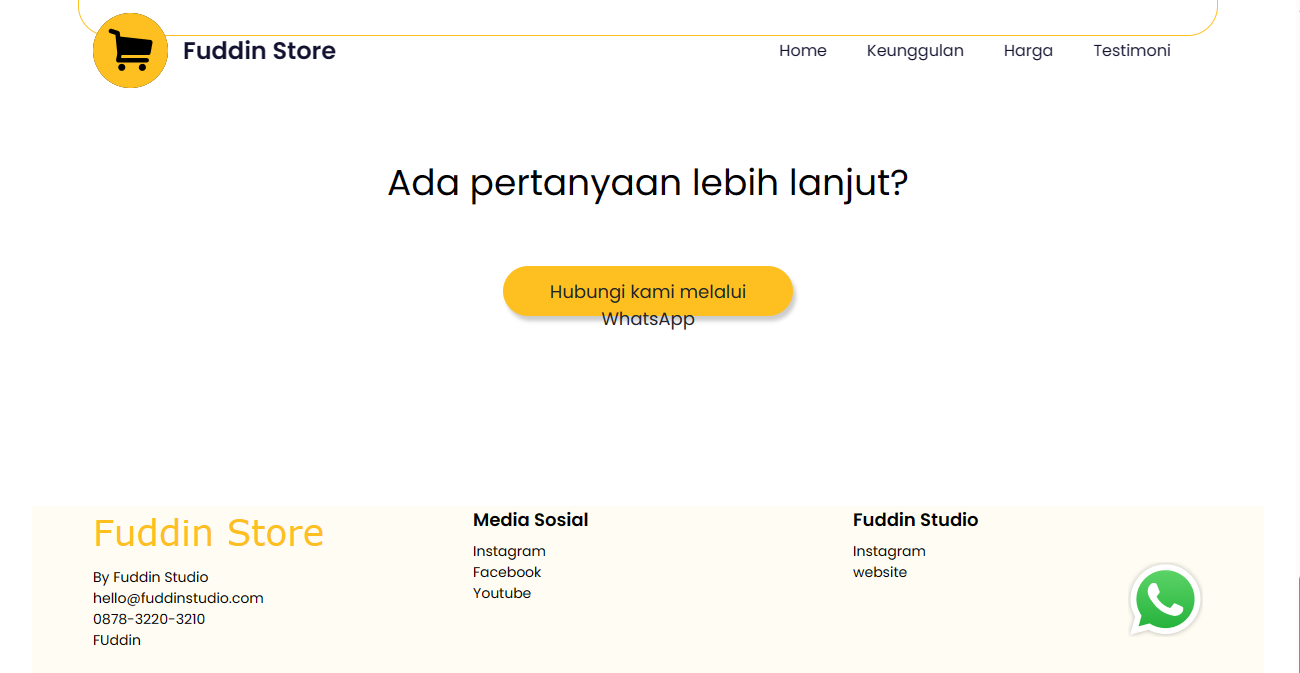 Fuddin Store
Home
Keunggulan
Harga
Testimoni
Ada pertanyaan lebih lanjut?
Hubungi kami melalui
WhatsApp
Fuddin Store
By Fuddin Studio
hello@fuddinstudio.com
0878-3220-3210
FUddin
Media Sosial
Instagram
Facebook
Youtube
Fuddin Studio
Instagram
website